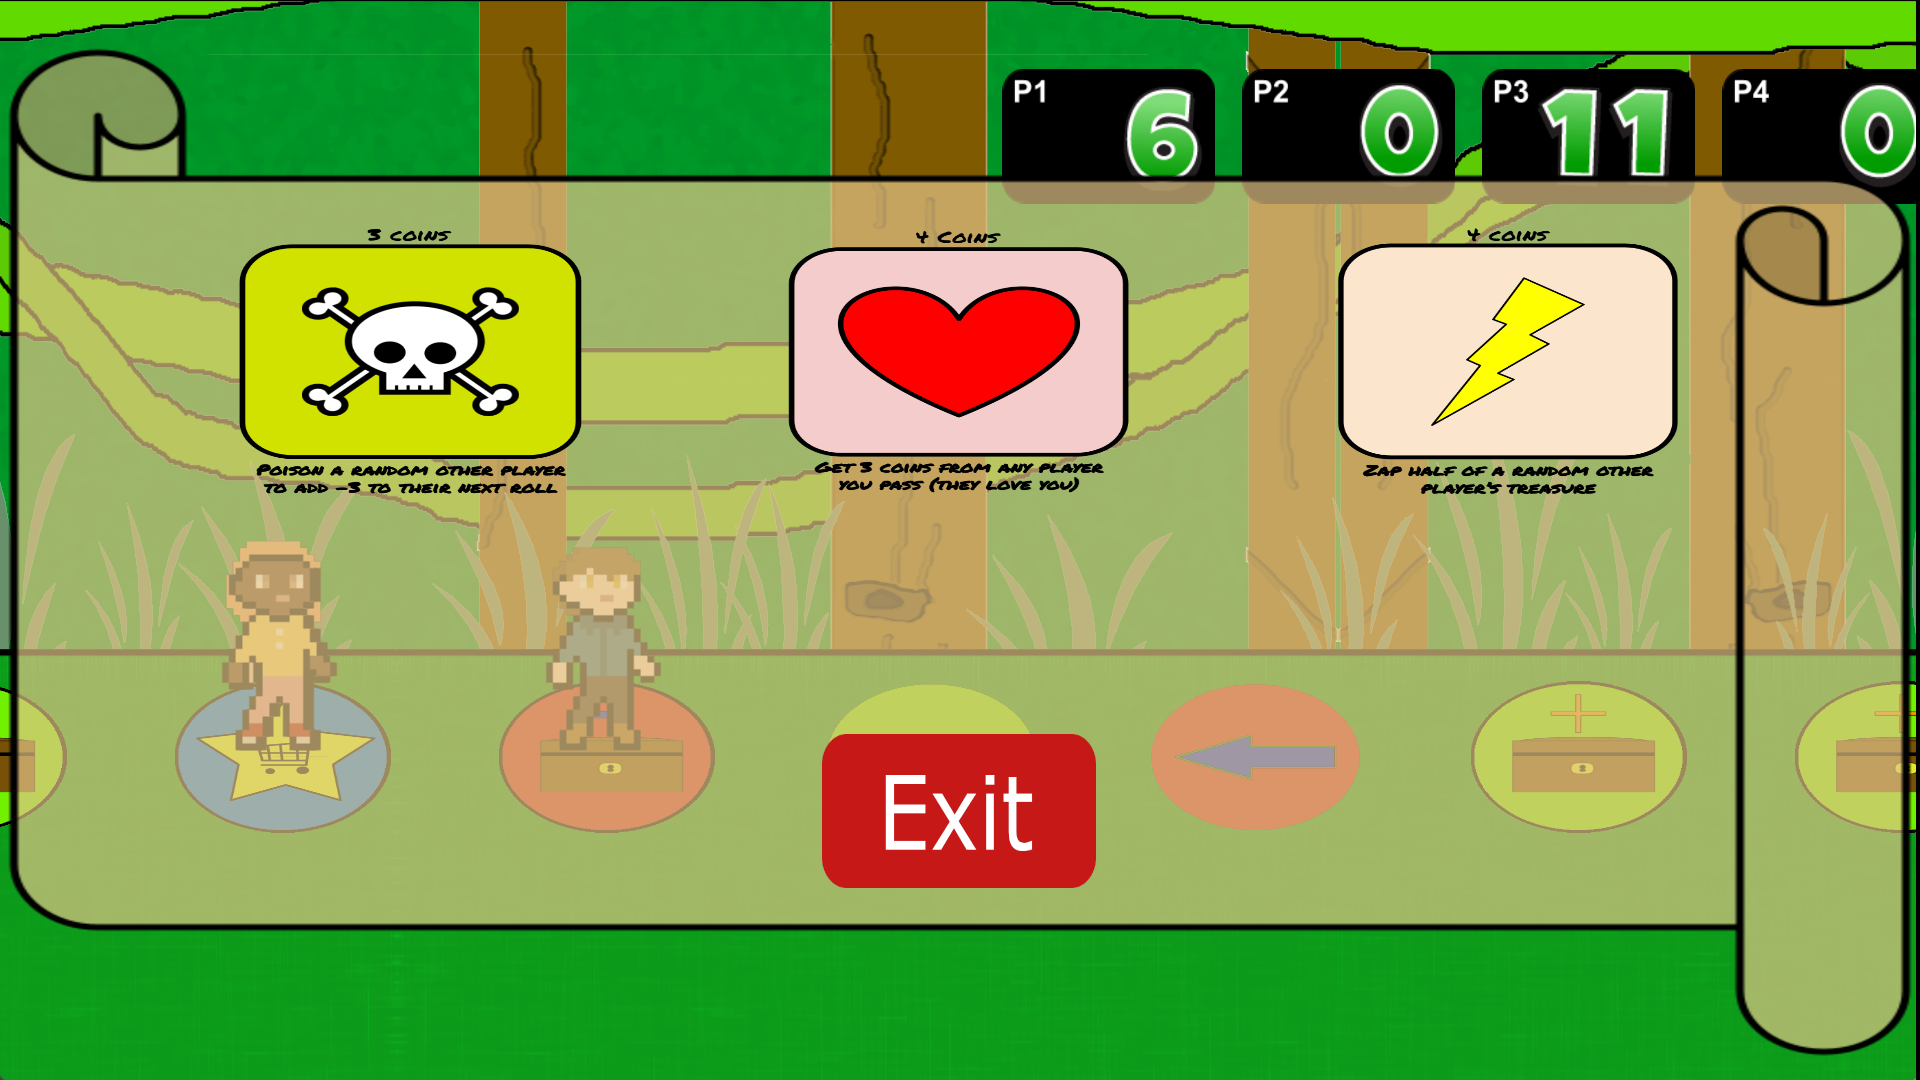 P1 6 P2 0 P3 11 P4 0
3 COINS
4 COINS
4 COINS
POISON A RANDOM OTHER PLAYER
TO ADD -3 TO THEIR NEXT ROLL
GET 3 COINS FROM ANY PLAYER
YOU PASS (THEY LOVE YOU)
ZAP HALF OF A RANDOM OTHER
PLAYER'S TREASURE
Exit